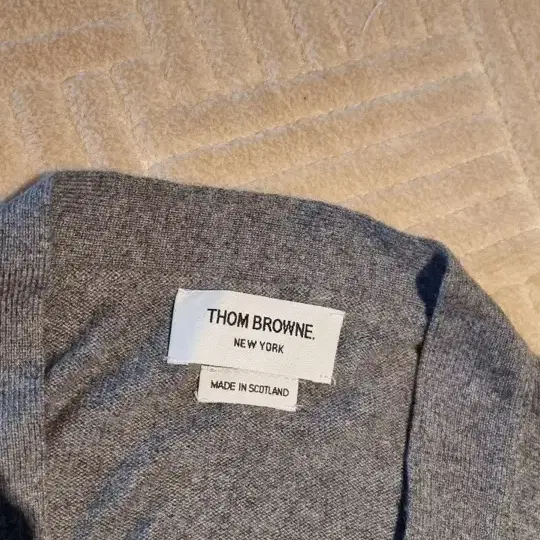 THOM BROWNE.
NEW YORK
MADE IN SCOTLAND